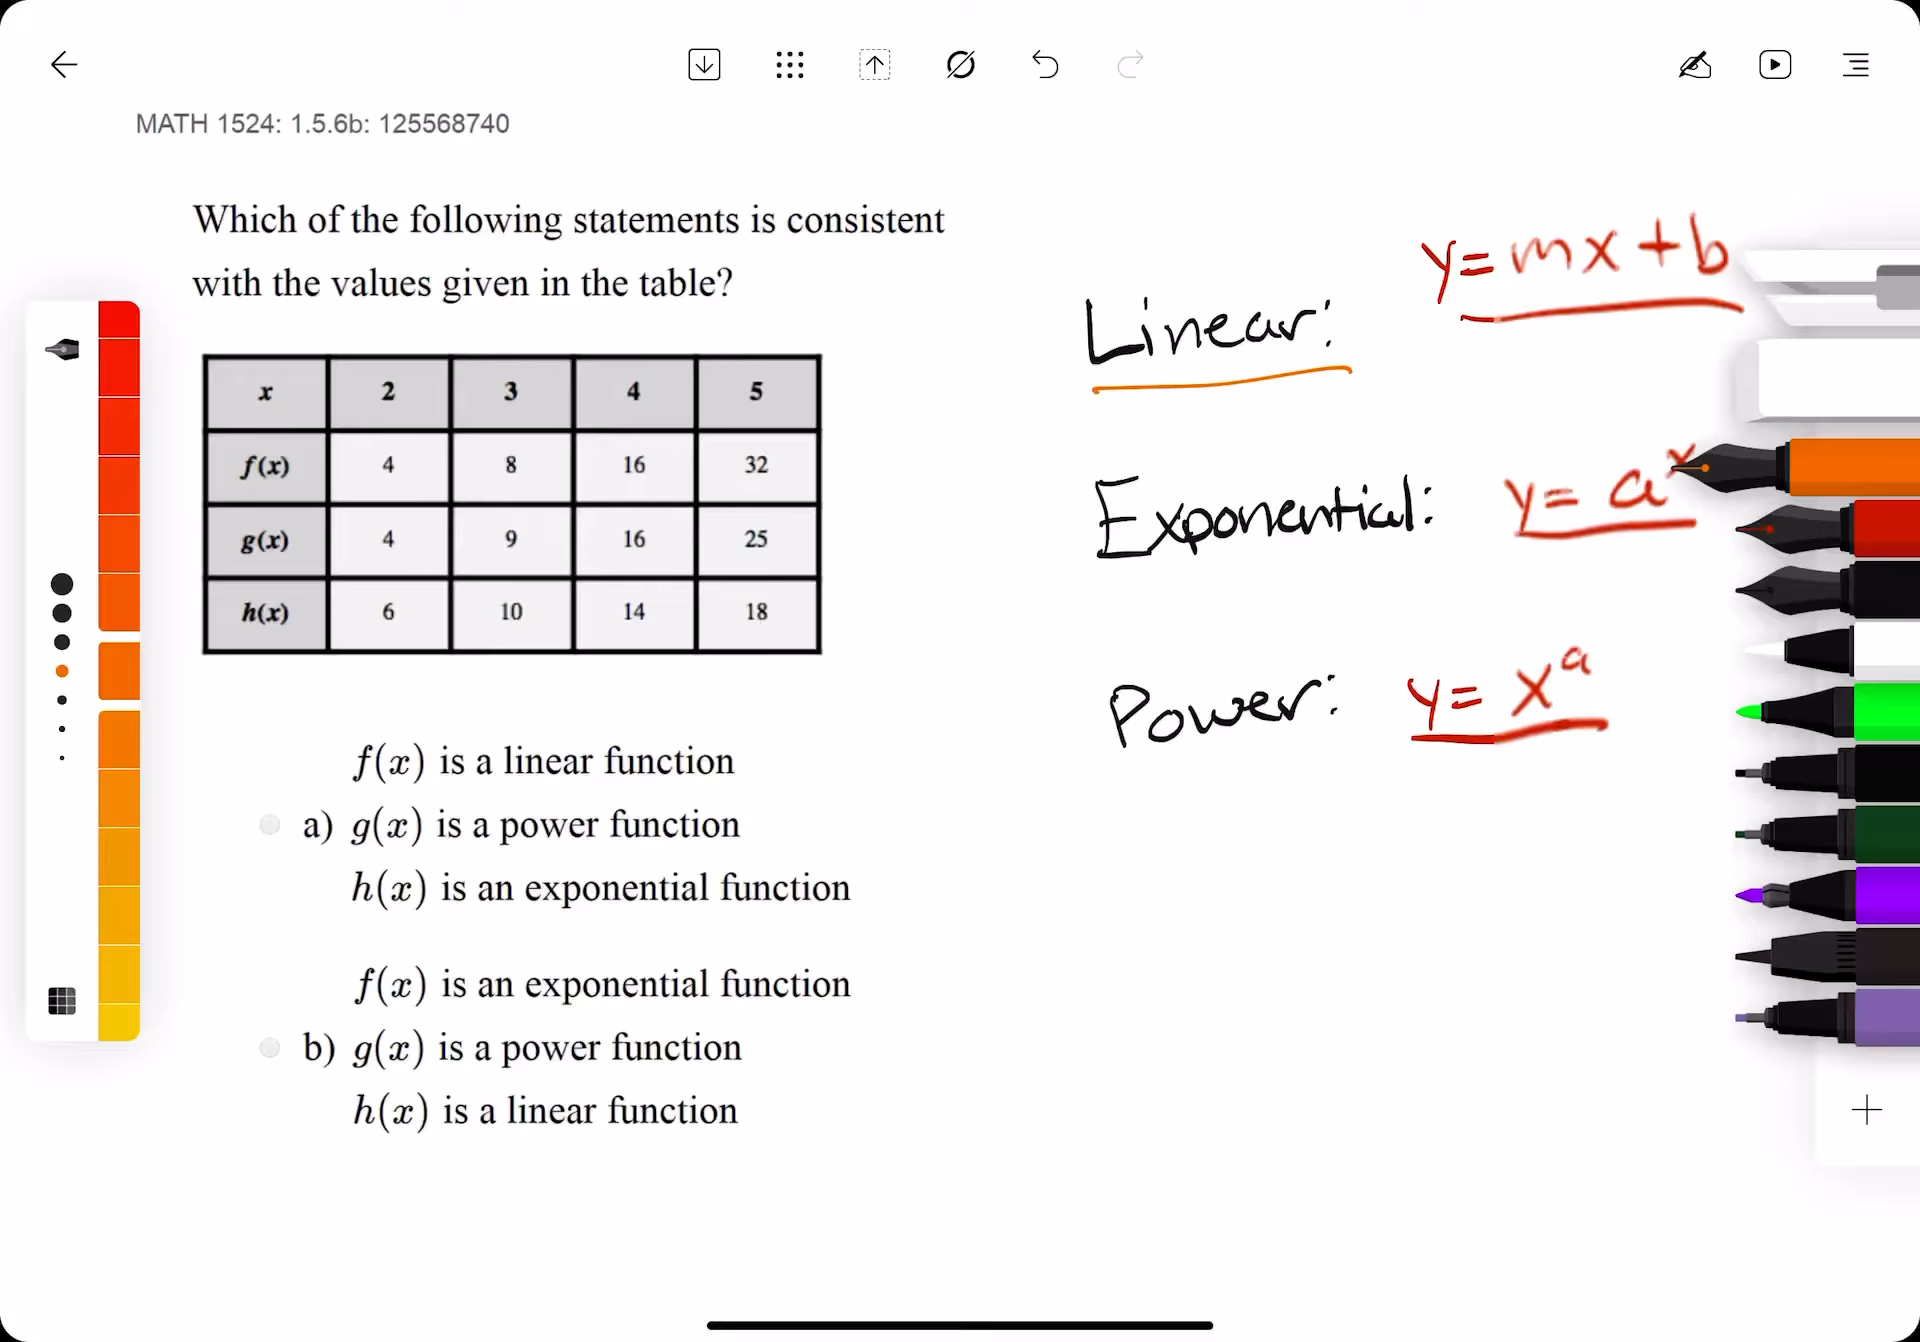 MATH 1524: 1.5.6b: 125568740
Which of the following statements is consistent
with the values given in the table?
x 2 3 4 5
f(x) 4 8 16 32
g(x) 4 9 16 25
h(x) 6 10 14 18
f(x) is a linear function
a) g(x) is a power function
h(x) is an exponential function
f(x) is an exponential function
b) g(x) is a power function
h(x) is a linear function
y = mx + b
Linear:
Exponential: y = a^x
Power: y = x^a